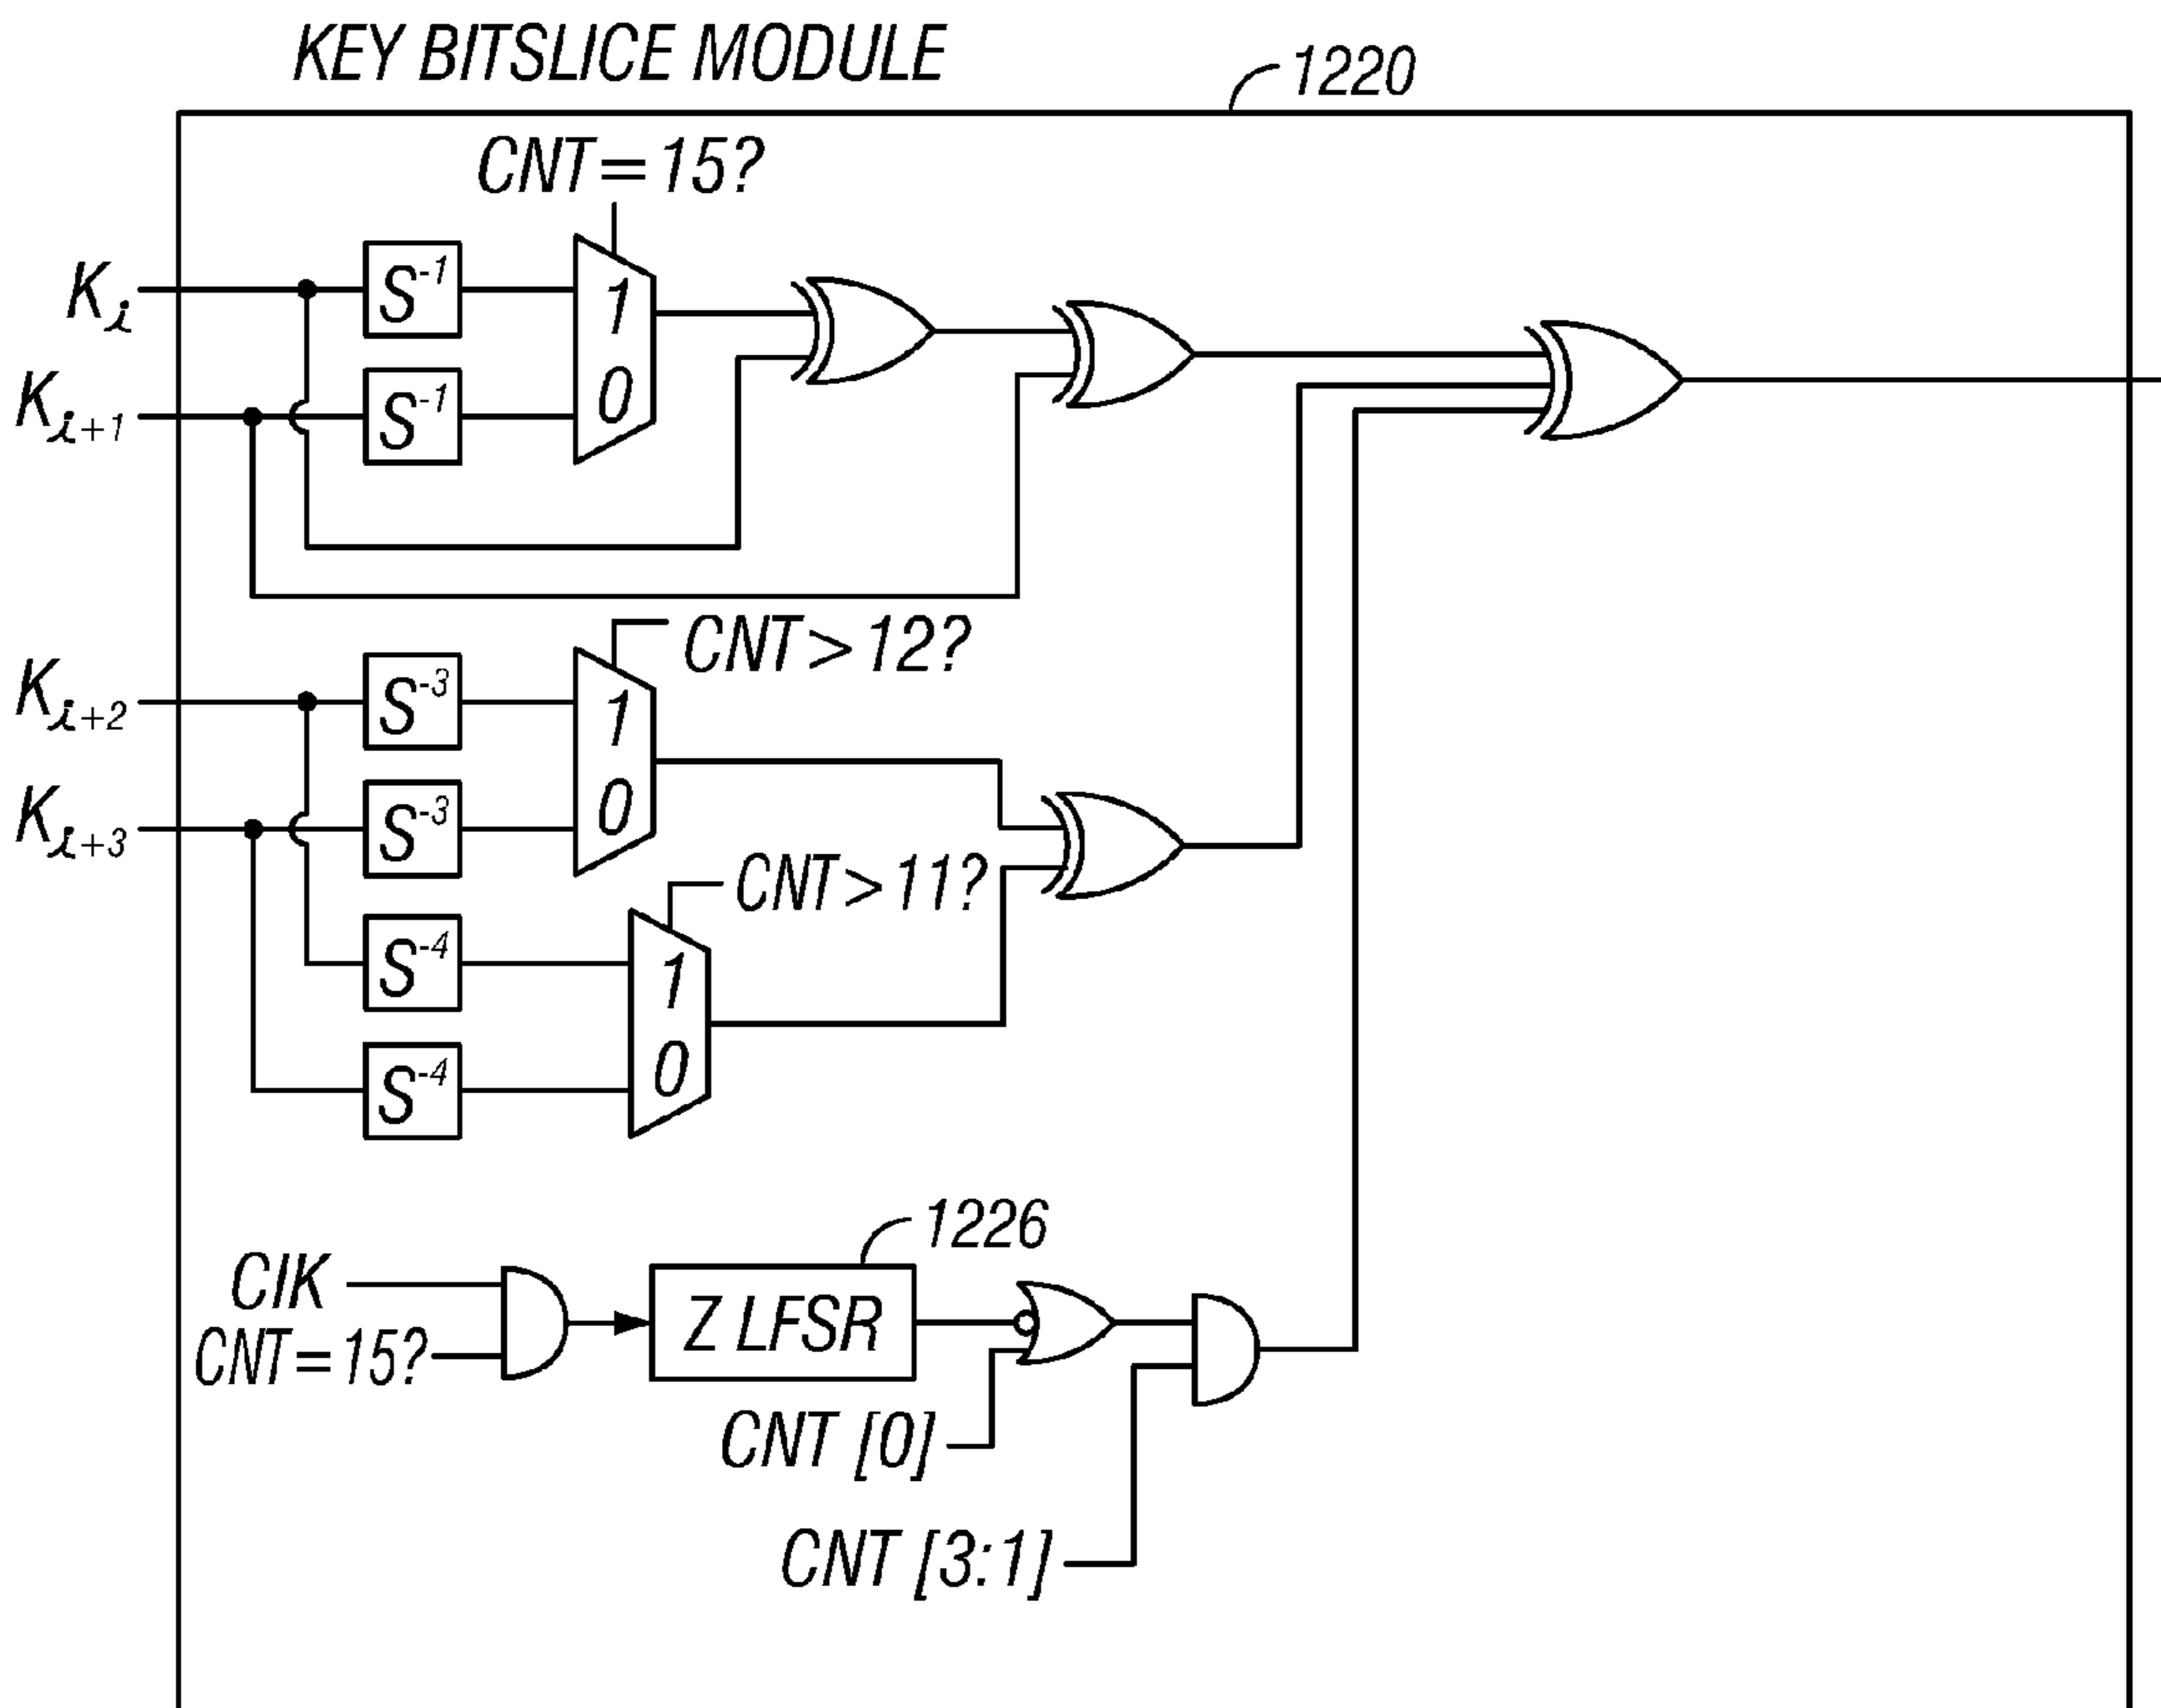 KEY BITSLICE MODULE
1220
CNT=15?
Ki
S-1
1
Ki+1
S-1
0
CNT>12?
Ki+2
S-3
1
Ki+3
S-3
0
CNT>11?
S-4
1
S-4
0
1226
ClK
Z LFSR
CNT=15?
CNT [0]
CNT [3:1]